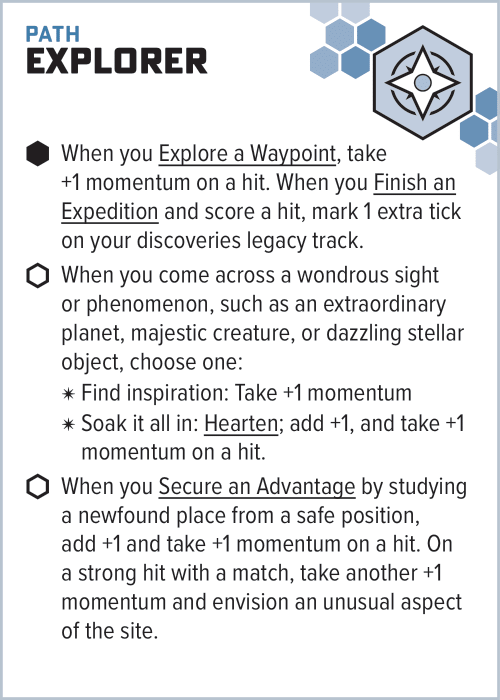 PATH
EXPLORER
When you Explore a Waypoint, take
+1 momentum on a hit. When you Finish an
Expedition and score a hit, mark 1 extra tick
on your discoveries legacy track.
When you come across a wondrous sight
or phenomenon, such as an extraordinary
planet, majestic creature, or dazzling stellar
object, choose one:
✴ Find inspiration: Take +1 momentum
✴ Soak it all in: Hearten; add +1, and take +1
momentum on a hit.
When you Secure an Advantage by studying
a newfound place from a safe position,
add +1 and take +1 momentum on a hit. On
a strong hit with a match, take another +1
momentum and envision an unusual aspect
of the site.